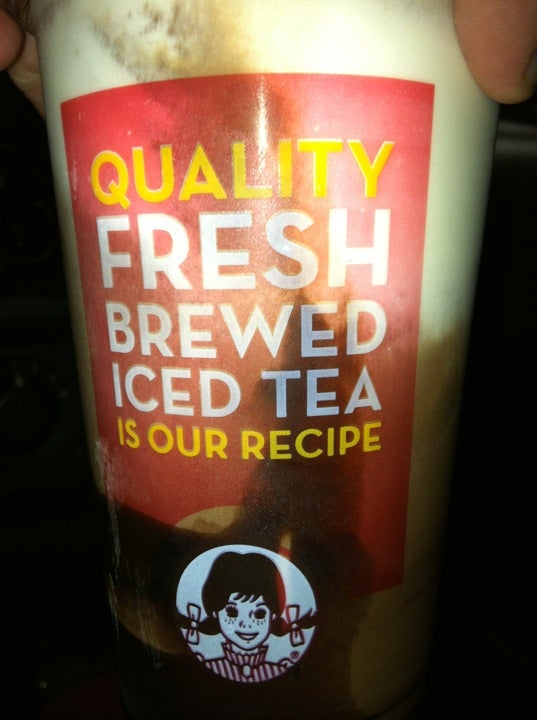 QUALITY
FRESH
BREWED
ICED TEA
IS OUR RECIPE
®